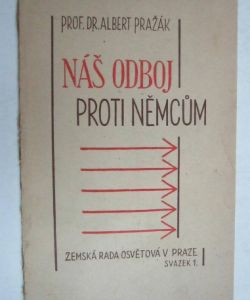 PROF. DR. ALBERT PRAŽÁK
NÁŠ ODBOJ
PROTI NĚMCŮM
ZEMSKÁ RADA OSVĚTOVÁ V PRAZE
SVAZEK 1.